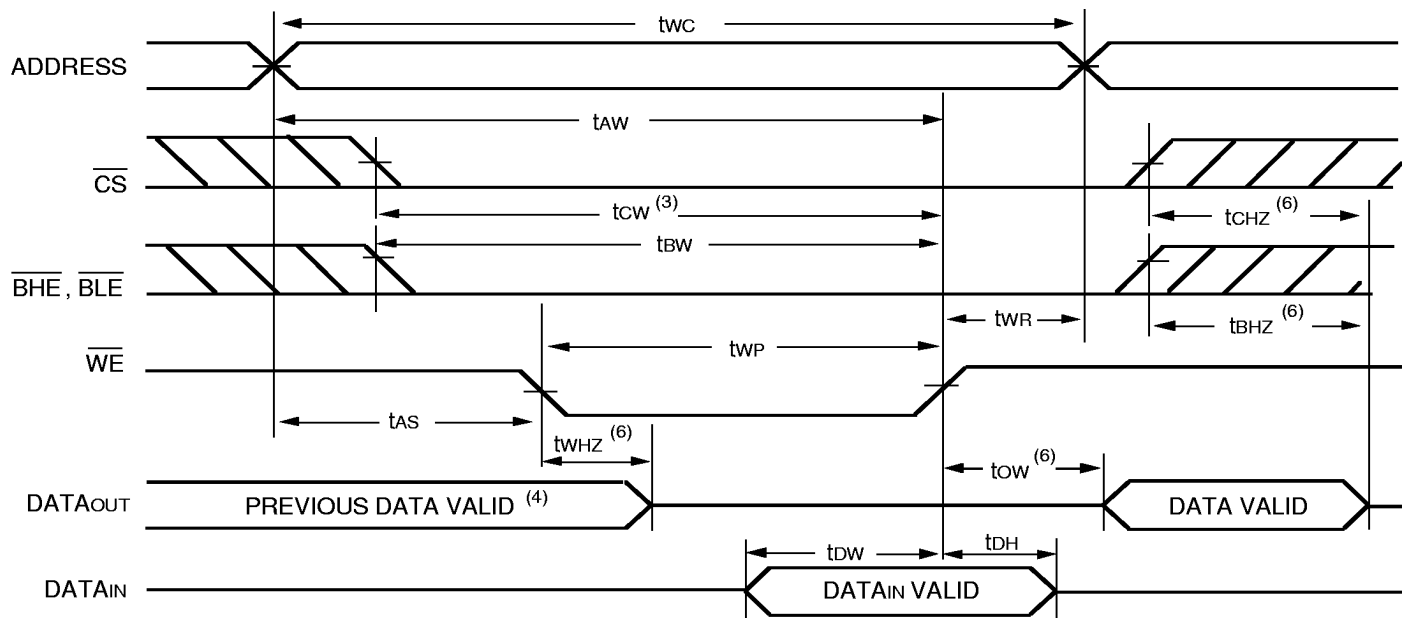 tWC
ADDRESS
tAW
CS
tCW (3)
tCHZ (6)
tBW
BHE, BLE
tWR
tBHZ (6)
tWP
WE
tAS
tWHZ (6)
tOW (6)
DATAOUT
PREVIOUS DATA VALID (4)
DATA VALID
tDW
tDH
DATAIN
DATAIN VALID